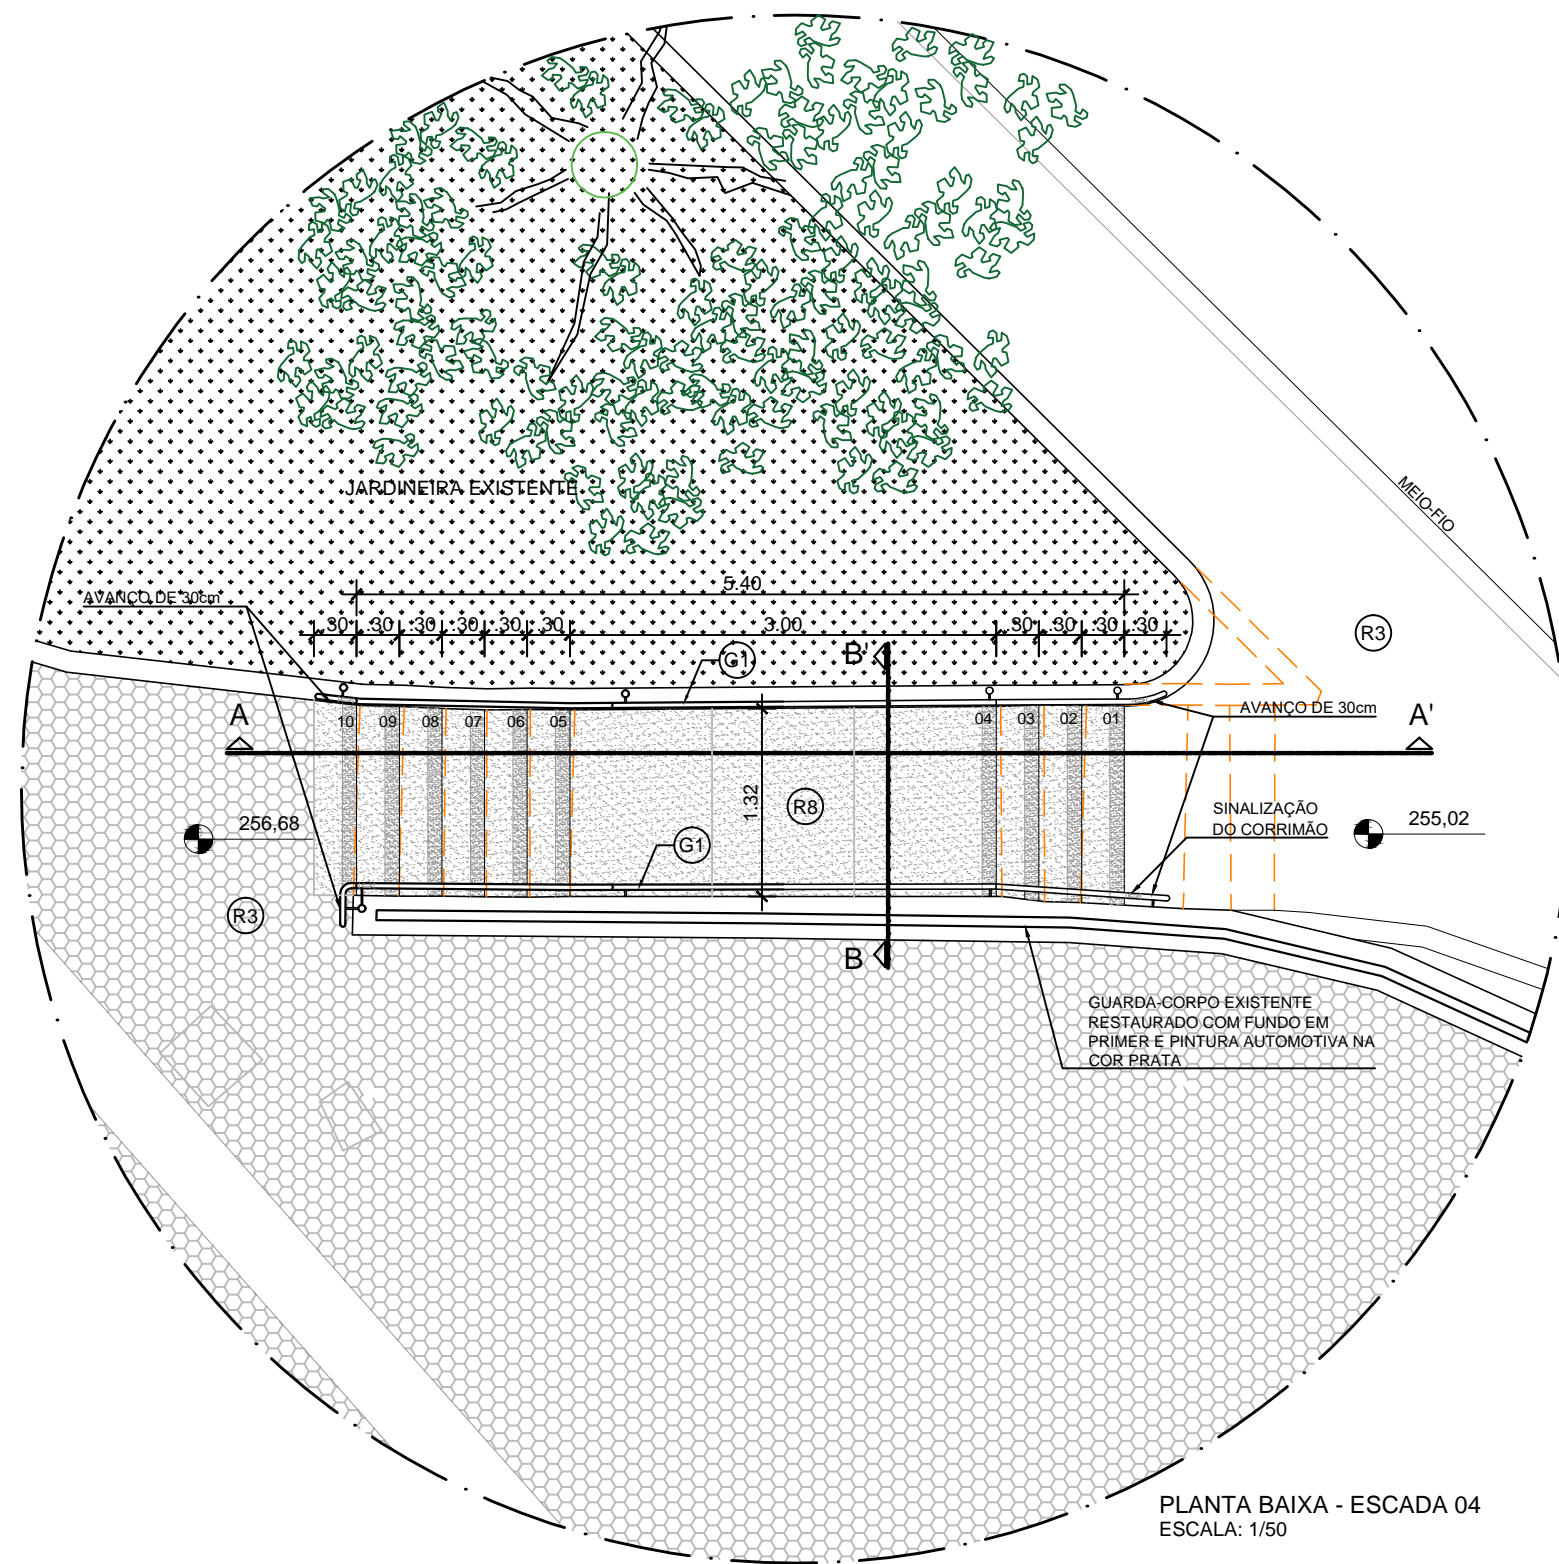 MEIO-FIO
JARDINEIRA EXISTENTE
5.40
AVANÇO DE 30cm
.30 .30 .30 .30 .30 .30 3.00 .30 .30 .30 .30
R3
G1
B'
AVANÇO DE 30cm
A
A'
10 09 08 07 06 05 04 03 02 01
1.32
R8
SINALIZAÇÃO
DO CORRIMÃO
256,68
255,02
G1
R3
B
GUARDA-CORPO EXISTENTE
RESTAURADO COM FUNDO EM
PRIMER E PINTURA AUTOMOTIVA NA
COR PRATA
PLANTA BAIXA - ESCADA 04
ESCALA: 1/50